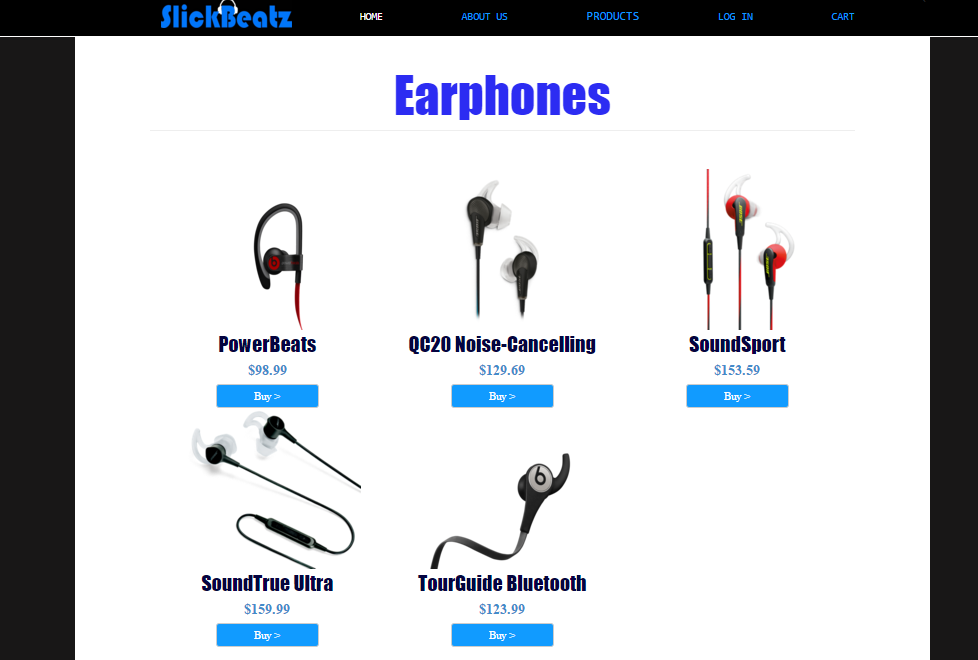 SlickBeatz HOME ABOUT US PRODUCTS LOG IN CART
Earphones
PowerBeats QC20 Noise-Cancelling SoundSport
$98.99 $129.69 $153.59
Buy > Buy > Buy >
SoundTrue Ultra TourGuide Bluetooth
$159.99 $123.99
Buy > Buy >